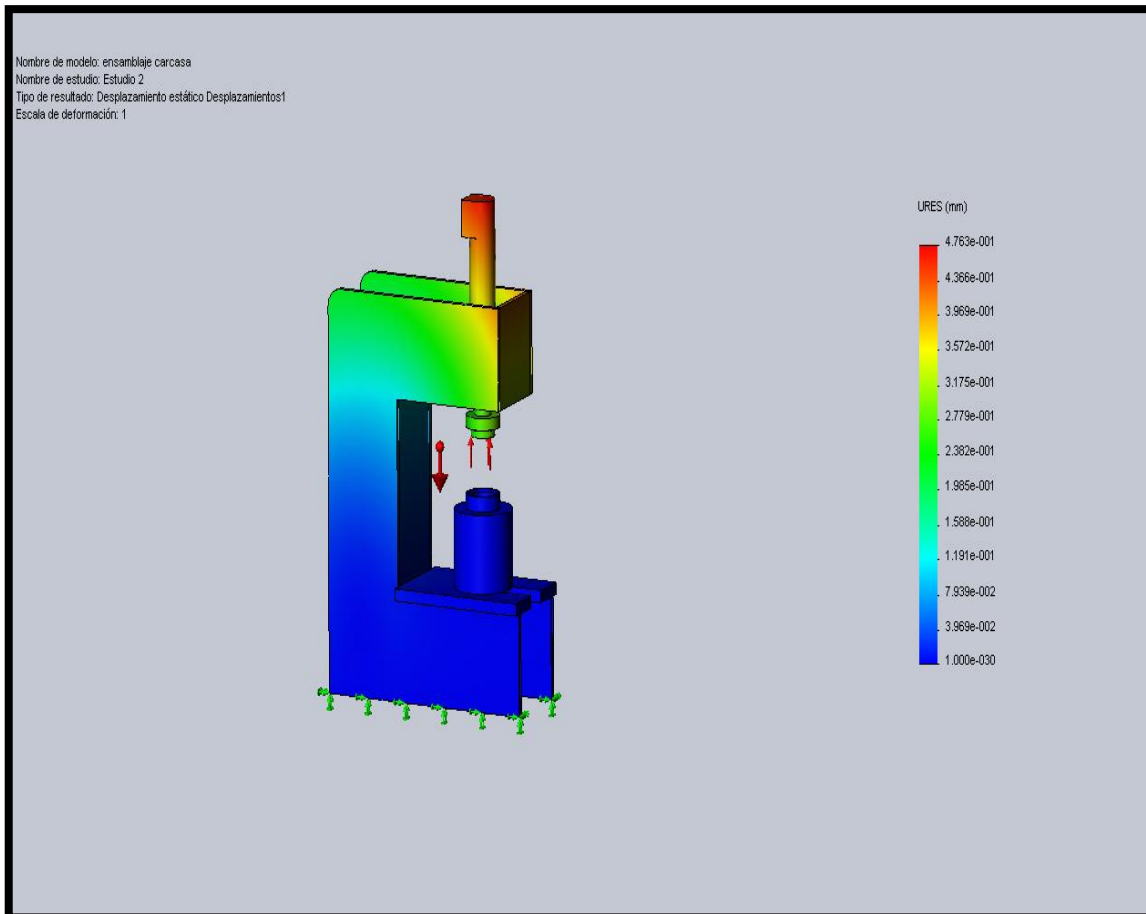 Nombre de modelo: ensamblaje carcasa
Nombre de estudio: Estudio 2
Tipo de resultado: Desplazamiento estático Desplazamientos1
Escala de deformación: 1
URES (mm)
4.763e-001
4.366e-001
3.969e-001
3.572e-001
3.175e-001
2.779e-001
2.382e-001
1.985e-001
1.588e-001
1.191e-001
7.939e-002
3.969e-002
1.000e-030